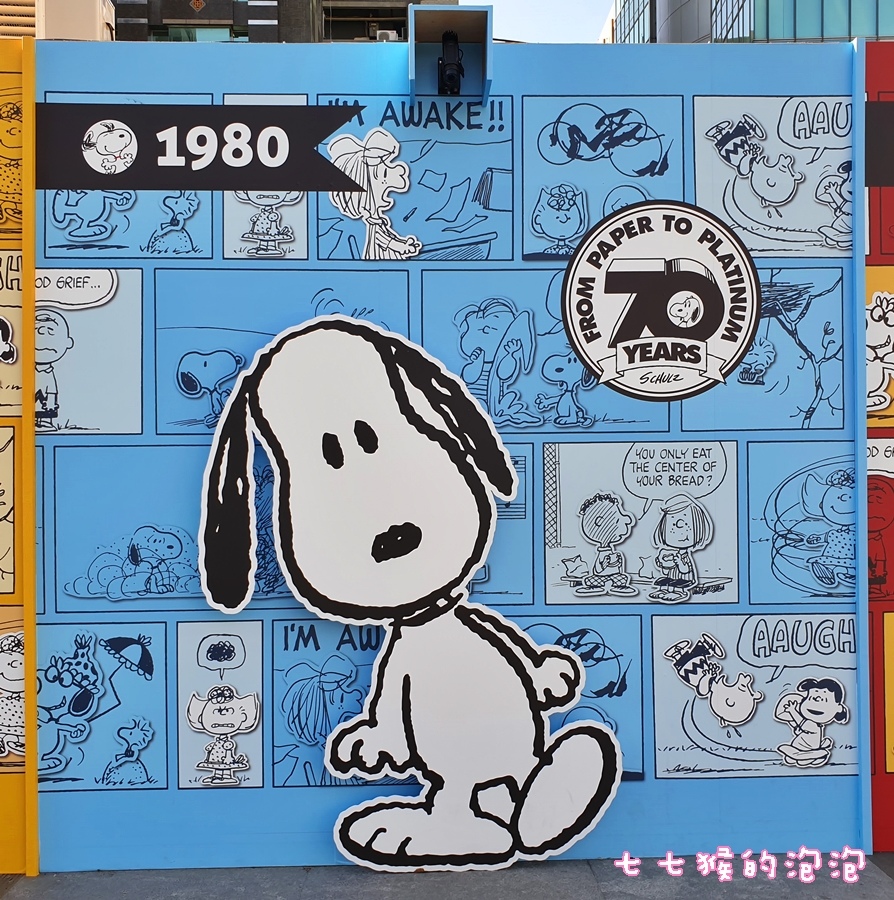 I'M AWAKE!!
1980
AAU
FROM PAPER TO PLATINUM
70
YEARS
SCHULZ
OD GRIEF...
YOU ONLY EAT
THE CENTER OF
YOUR BREAD?
I'M AW
AAUGH
七七猴的泡泡